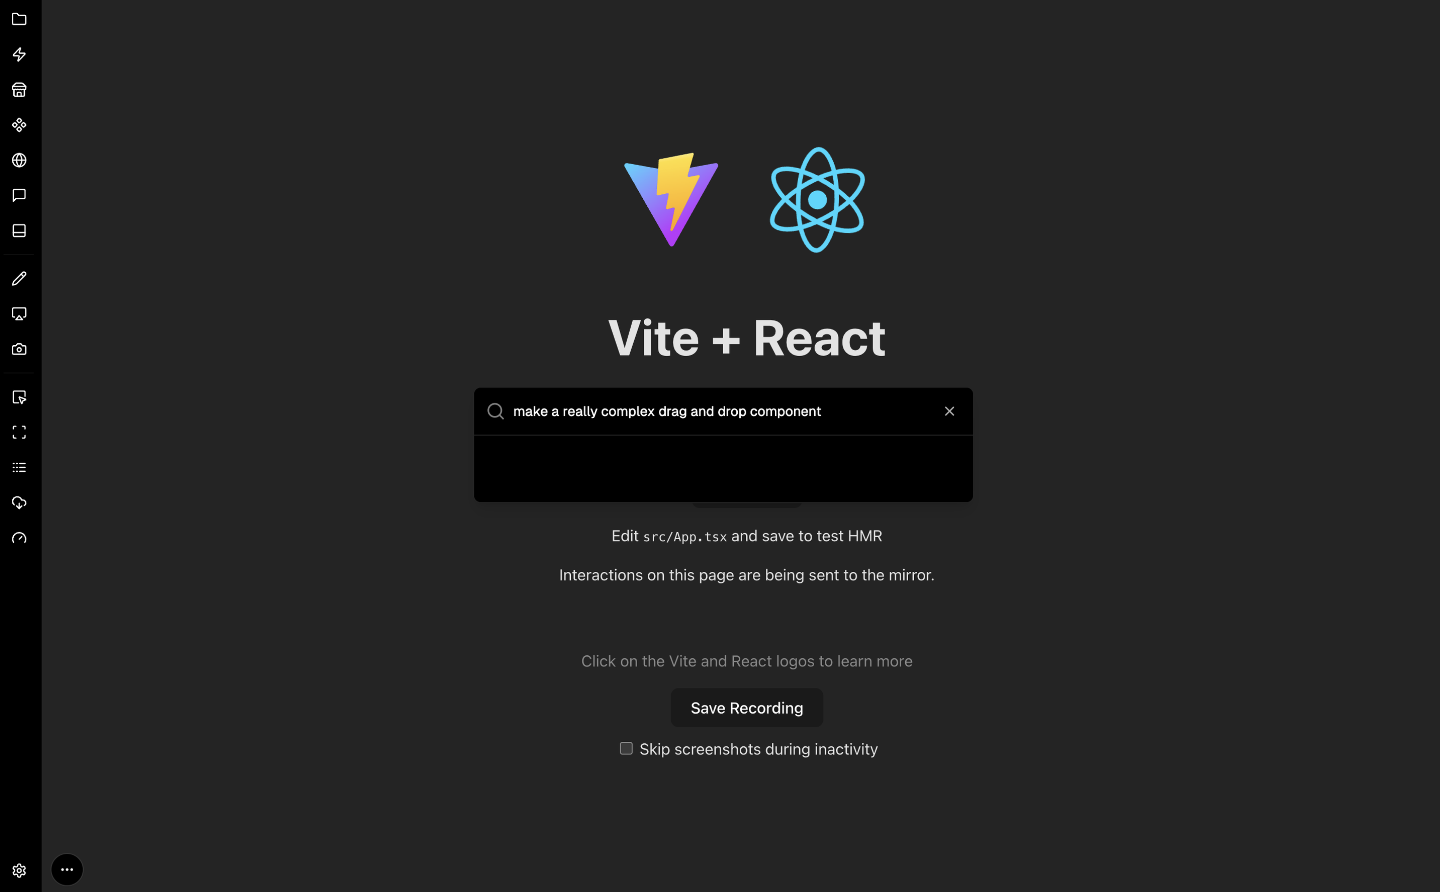 Vite + React
make a really complex drag and drop component
Edit src/App.tsx and save to test HMR
Interactions on this page are being sent to the mirror.
Click on the Vite and React logos to learn more
Save Recording
Skip screenshots during inactivity